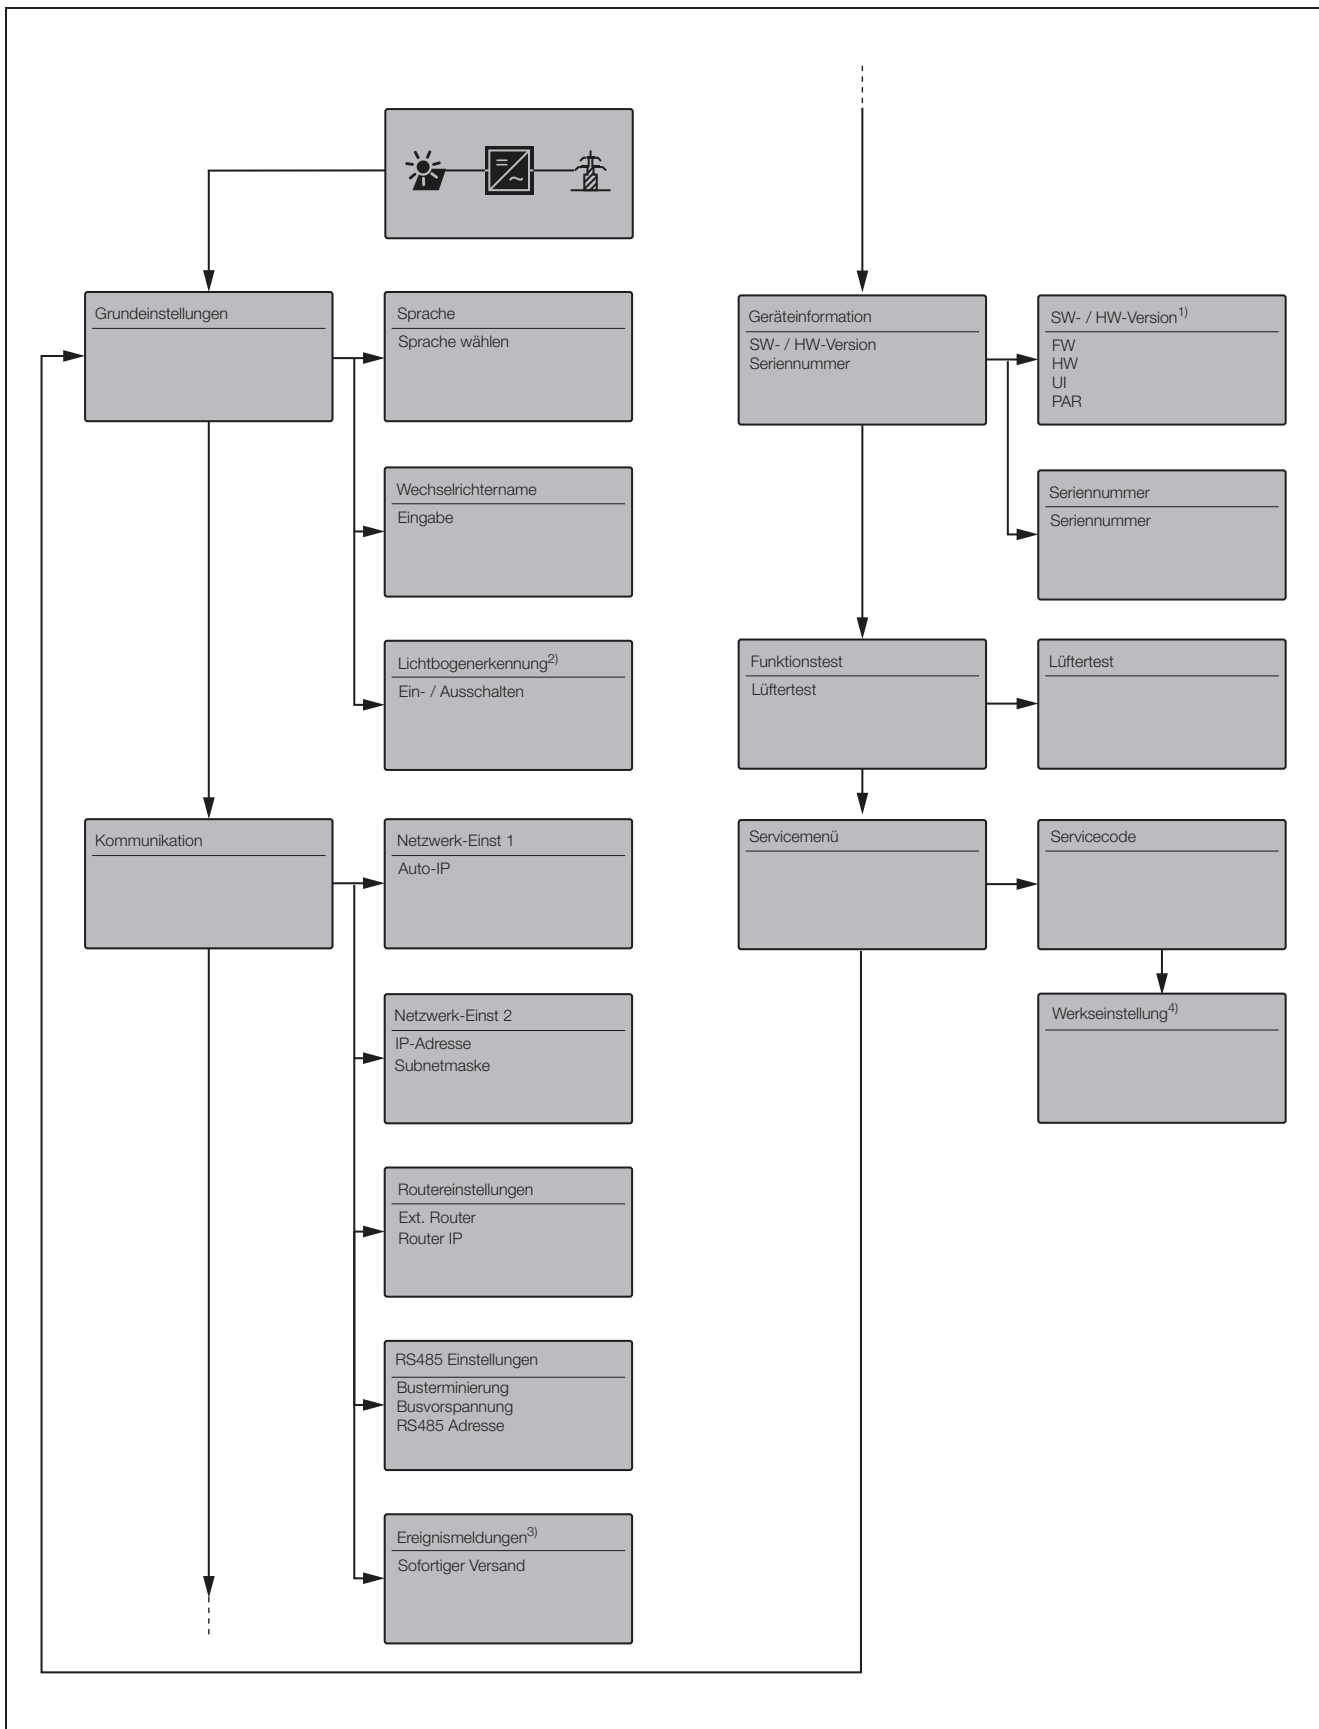 Grundeinstellungen
Sprache
Sprache wählen
Wechselrichtername
Eingabe
Lichtbogenerkennung2)
Ein- / Ausschalten
Kommunikation
Netzwerk-Einst 1
Auto-IP
Netzwerk-Einst 2
IP-Adresse
Subnetmaske
Routereinstellungen
Ext. Router
Router IP
RS485 Einstellungen
Busterminierung
Busvorspannung
RS485 Adresse
Ereignismeldungen3)
Sofortiger Versand
Geräteinformation
SW- / HW-Version
Seriennummer
SW- / HW-Version1)
FW
HW
UI
PAR
Seriennummer
Seriennummer
Funktionstest
Lüftertest
Lüftertest
Servicemenü
Servicecode
Werkseinstellung4)